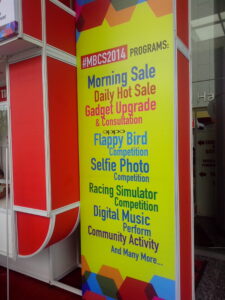 #MBCS2014 PROGRAMS:
Morning Sale
Daily Hot Sale
Gadget Upgrade
& Consultation
oppo
Flappy Bird
Competition
Selfie Photo
Competition
Racing Simulator
Competition
Digital Music
Perform
Community Activity
And Many More...